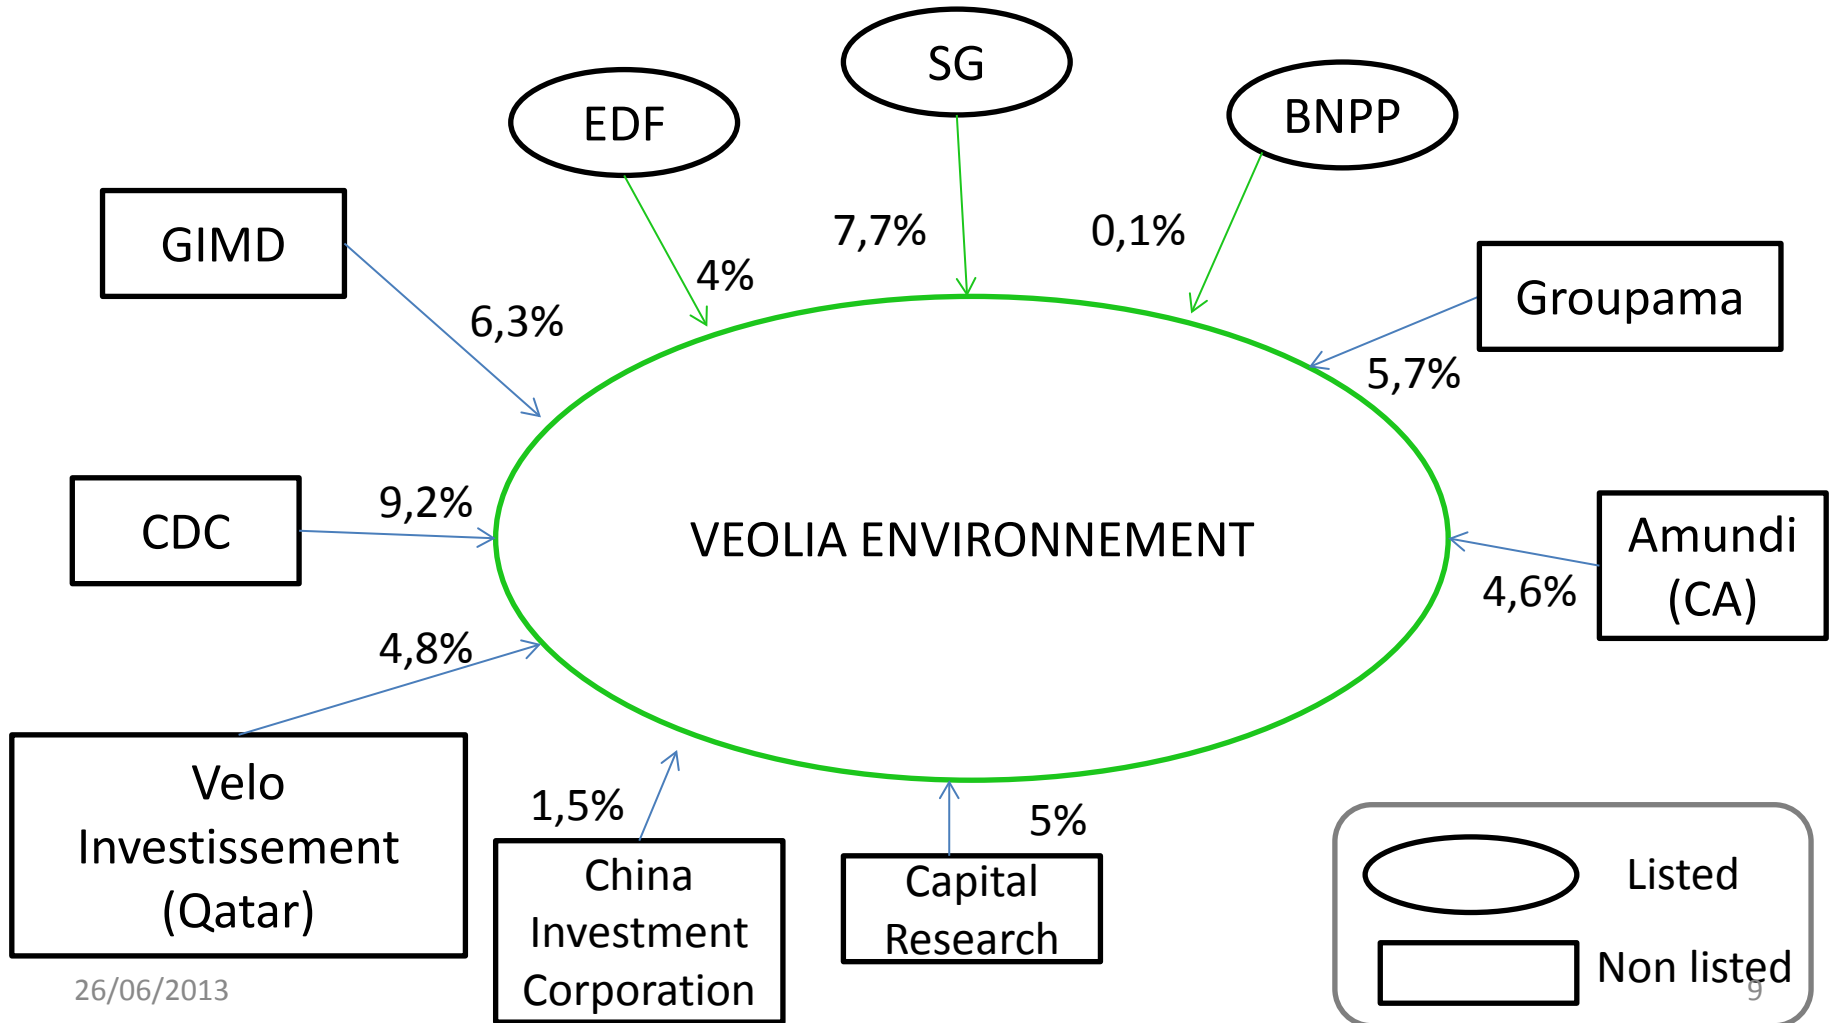 SG
EDF
BNPP
GIMD
7,7%
0,1%
4%
Groupama
6,3%
5,7%
9,2%
CDC
VEOLIA ENVIRONNEMENT
Amundi
(CA)
4,6%
4,8%
Velo
Investissement
(Qatar)
1,5%
China
Investment
Corporation
5%
Capital
Research
Listed
Non listed
26/06/2013
9